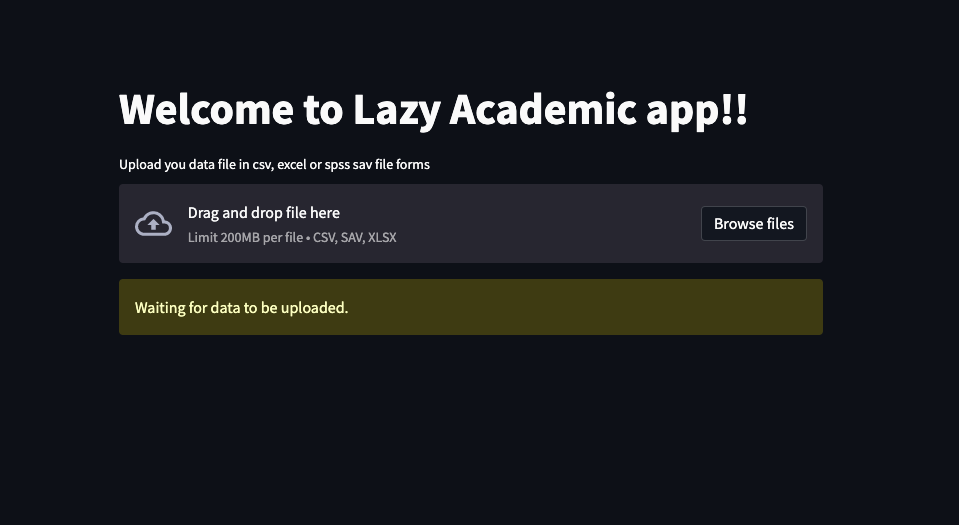 Welcome to Lazy Academic app!!
Upload you data file in csv, excel or spss sav file forms
Drag and drop file here
Limit 200MB per file • CSV, SAV, XLSX
Browse files
Waiting for data to be uploaded.